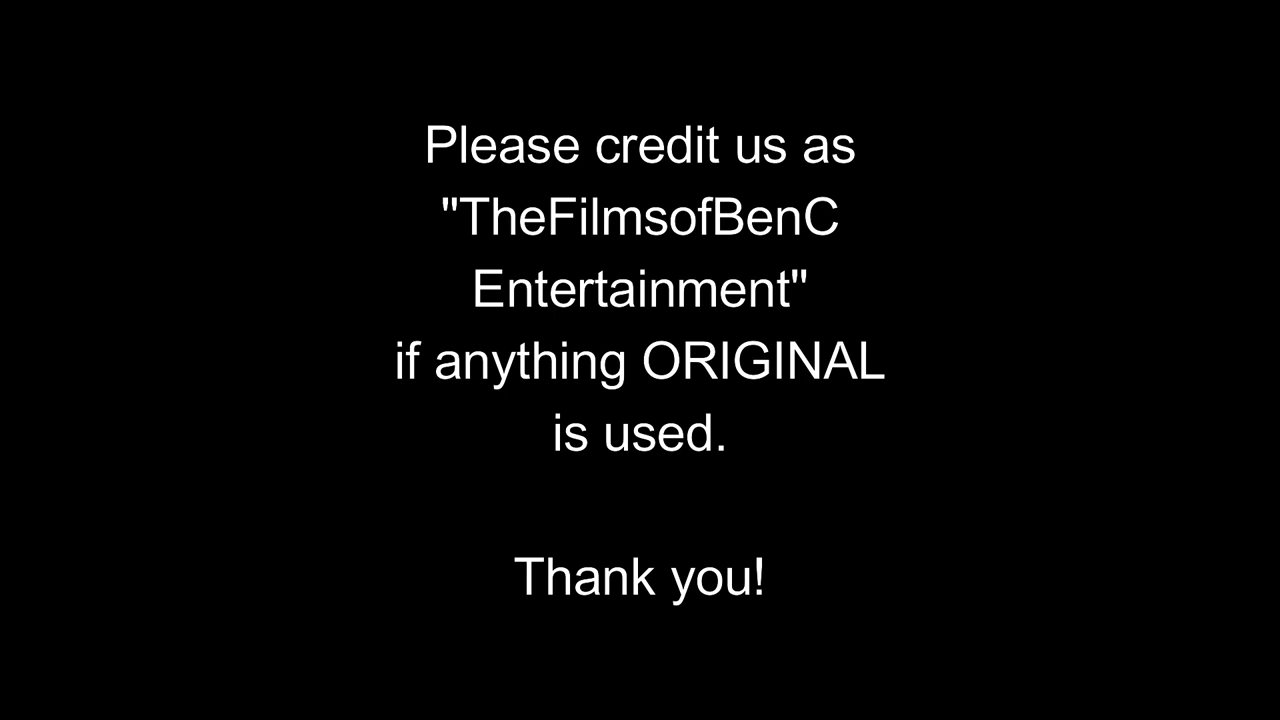 Please credit us as
"TheFilmsofBenC
Entertainment"
if anything ORIGINAL
is used.
Thank you!